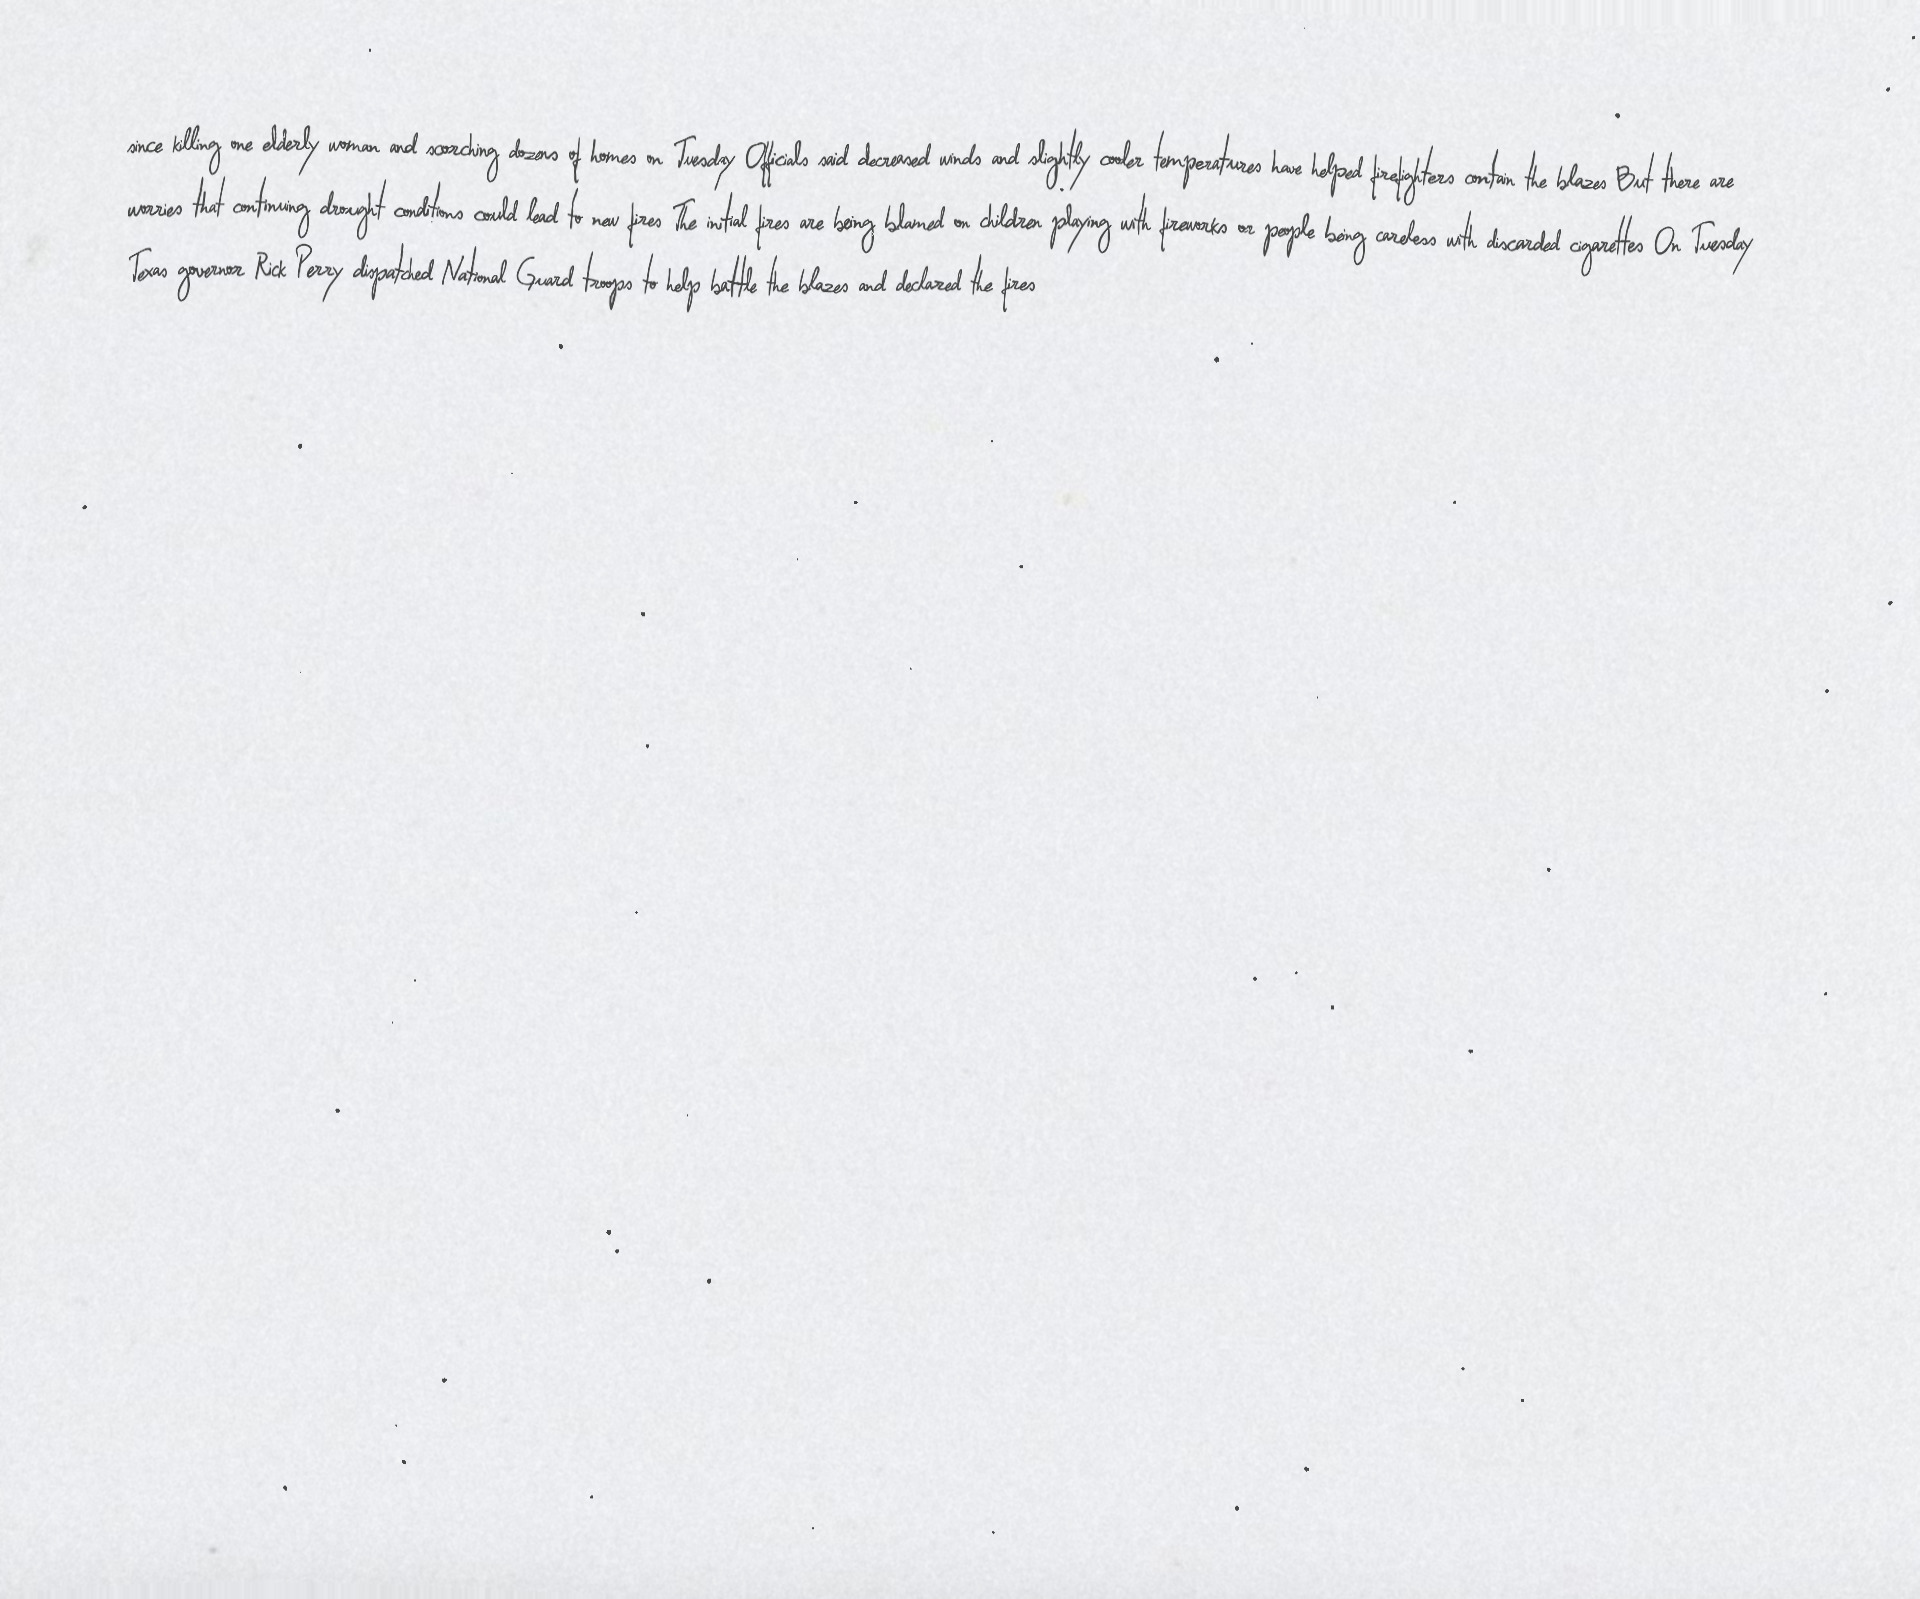 since killing one elderly woman and scorching dozens of homes on Tuesday Officials said decreased winds and slightly cooler temperatures have helped firefighters contain the blazes But there are
worries that continuing drought conditions could lead to new fires The initial fires are being blamed on children playing with fireworks or people being careless with discarded cigarettes On Tuesday
Texas governor Rick Perry dispatched National Guard troops to help battle the blazes and declared the fires